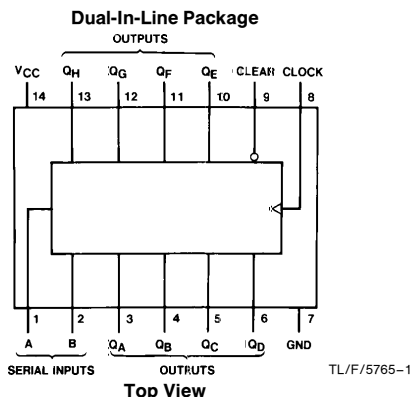 Dual-In-Line Package
OUTPUTS
VCC QH QG QF QE CLEAR CLOCK
14 13 12 11 10 9 8
1 2 3 4 5 6 7
A B QA QB QC QD GND
SERIAL INPUTS OUTPUTS TL/F/5765–1
Top View